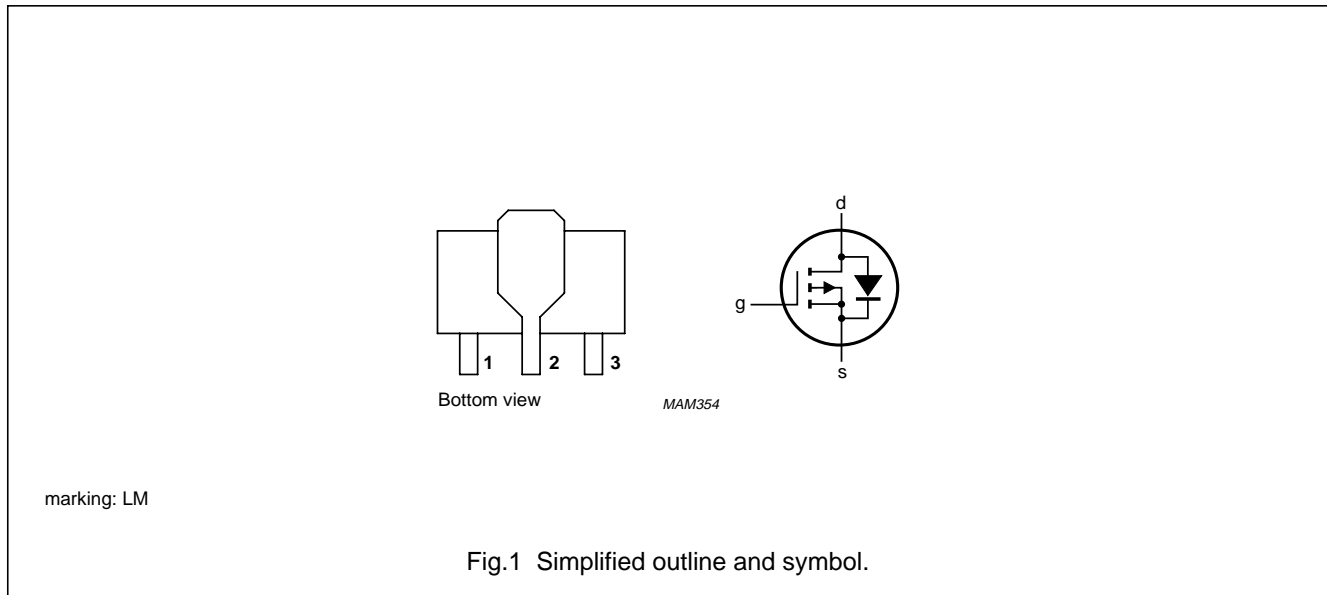 d
g
s
1 2 3
Bottom view
MAM354
marking: LM
Fig.1 Simplified outline and symbol.